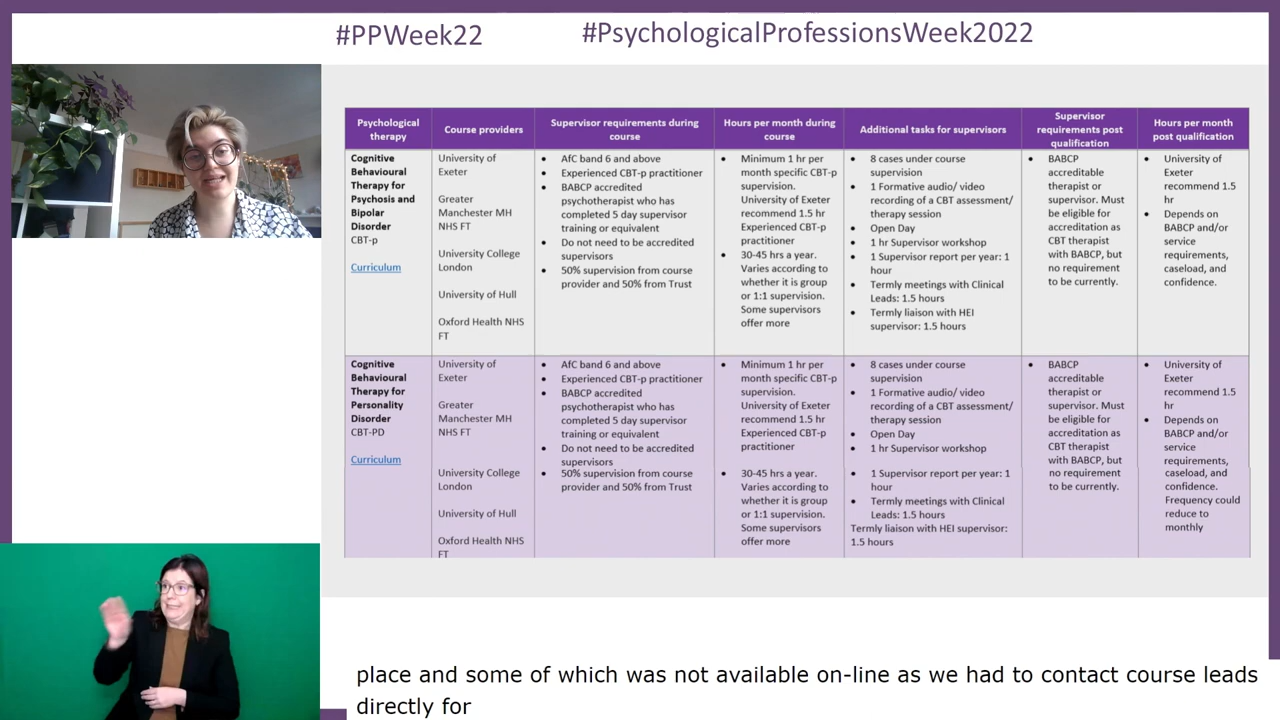 #PPWeek22 #PsychologicalProfessionsWeek2022
Psychological
therapy
Course providers
Supervisor requirements during
course
Hours per month during
course
Additional tasks for supervisors
Supervisor
requirements post
qualification
Hours per month
post qualification
Cognitive
Behavioural
Therapy for
Psychosis and
Bipolar
Disorder
CBT-p
Curriculum
University of
Exeter
Greater
Manchester MH
NHS FT
University College
London
University of Hull
Oxford Health NHS
FT
• AfC band 6 and above
• Experienced CBT-p practitioner
• BABCP accredited
psychotherapist who has
completed 5 day supervisor
training or equivalent
• Do not need to be accredited
supervisors
• 50% supervision from course
provider and 50% from Trust
• Minimum 1 hr per
month specific CBT-p
supervision.
University of Exeter
recommend 1.5 hr
Experienced CBT-p
practitioner
• 30-45 hrs a year.
Varies according to
whether it is group
or 1:1 supervision.
Some supervisors
offer more
• 8 cases under course
supervision
• 1 Formative audio/ video
recording of a CBT assessment/
therapy session
• Open Day
• 1 hr Supervisor workshop
• 1 Supervisor report per year: 1
hour
• Termly meetings with Clinical
Leads: 1.5 hours
• Termly liaison with HEI
supervisor: 1.5 hours
• BABCP
accreditable
therapist or
supervisor. Must
be eligible for
accreditation as
CBT therapist
with BABCP, but
no requirement
to be currently.
• University of
Exeter
recommend 1.5
hr
• Depends on
BABCP and/or
service
requirements,
caseload, and
confidence.
Cognitive
Behavioural
Therapy for
Personality
Disorder
CBT-PD
Curriculum
University of
Exeter
Greater
Manchester MH
NHS FT
University College
London
University of Hull
Oxford Health NHS
FT
• AfC band 6 and above
• Experienced CBT-p practitioner
• BABCP accredited
psychotherapist who has
completed 5 day supervisor
training or equivalent
• Do not need to be accredited
supervisors
• 50% supervision from course
provider and 50% from Trust
• Minimum 1 hr per
month specific CBT-p
supervision.
University of Exeter
recommend 1.5 hr
Experienced CBT-p
practitioner
• 30-45 hrs a year.
Varies according to
whether it is group
or 1:1 supervision.
Some supervisors
offer more
• 8 cases under course
supervision
• 1 Formative audio/ video
recording of a CBT assessment/
therapy session
• Open Day
• 1 hr Supervisor workshop
• 1 Supervisor report per year: 1
hour
• Termly meetings with Clinical
Leads: 1.5 hours
Termly liaison with HEI supervisor:
1.5 hours
• BABCP
accreditable
therapist or
supervisor. Must
be eligible for
accreditation as
CBT therapist
with BABCP, but
no requirement
to be currently.
• University of
Exeter
recommend 1.5
hr
• Depends on
BABCP and/or
service
requirements,
caseload, and
confidence.
Frequency could
reduce to
monthly
place and some of which was not available on-line as we had to contact course leads
directly for